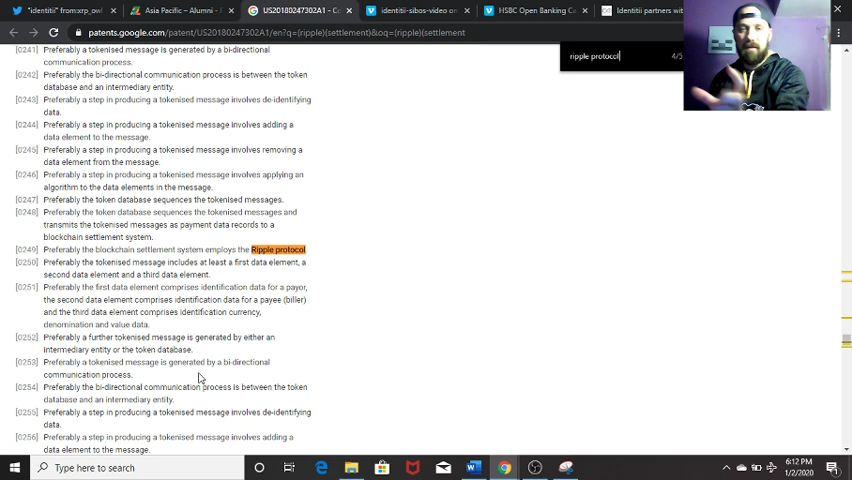 "identitii" from:xrp_owl
Asia Pacific – Alumni - R
US20180247302A1 - Co
identitii-sibos-video on
HSBC Open Banking Co
Identitii partners with
patents.google.com/patent/US20180247302A1/en?q=(ripple)(settlement)&oq=(ripple)(settlement
ripple protocol 4/5
[0241] Preferably a tokenised message is generated by a bi-directional
communication process.
[0242] Preferably the bi-directional communication process is between the token
database and an intermediary entity.
[0243] Preferably a step in producing a tokenised message involves de-identifying
data.
[0244] Preferably a step in producing a tokenised message involves adding a
data element to the message.
[0245] Preferably a step in producing a tokenised message involves removing a
data element from the message.
[0246] Preferably a step in producing a tokenised message involves applying an
algorithm to the data elements in the message.
[0247] Preferably the token database sequences the tokenised messages.
[0248] Preferably the token database sequences the tokenised messages and
transmits the tokenised messages as payment data records to a
blockchain settlement system.
[0249] Preferably the blockchain settlement system employs the Ripple protocol
[0250] Preferably the tokenised message includes at least a first data element, a
second data element and a third data element.
[0251] Preferably the first data element comprises identification data for a payor,
the second data element comprises identification data for a payee (biller)
and the third data element comprises identification currency,
denomination and value data.
[0252] Preferably a further tokenised message is generated by either an
intermediary entity or the token database.
[0253] Preferably a tokenised message is generated by a bi-directional
communication process.
[0254] Preferably the bi-directional communication process is between the token
database and an intermediary entity.
[0255] Preferably a step in producing a tokenised message involves de-identifying
data.
[0256] Preferably a step in producing a tokenised message involves adding a
data element to the message.
Type here to search
6:12 PM
1/2/2020